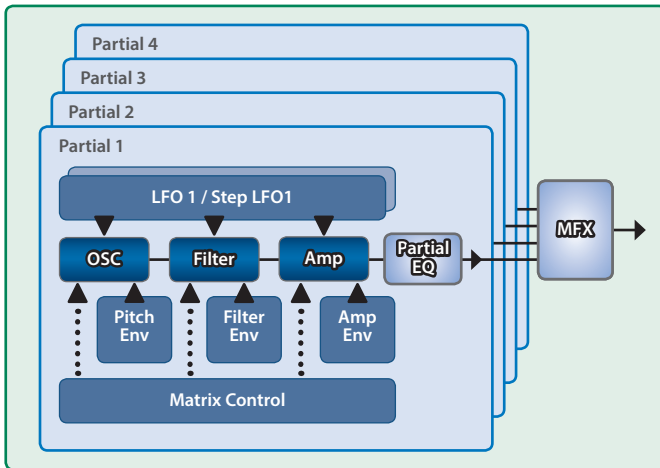 Partial 4
Partial 3
Partial 2
Partial 1
LFO 1 / Step LFO1
OSC
Filter
Amp
Partial
EQ
MFX
Pitch
Env
Filter
Env
Amp
Env
Matrix Control